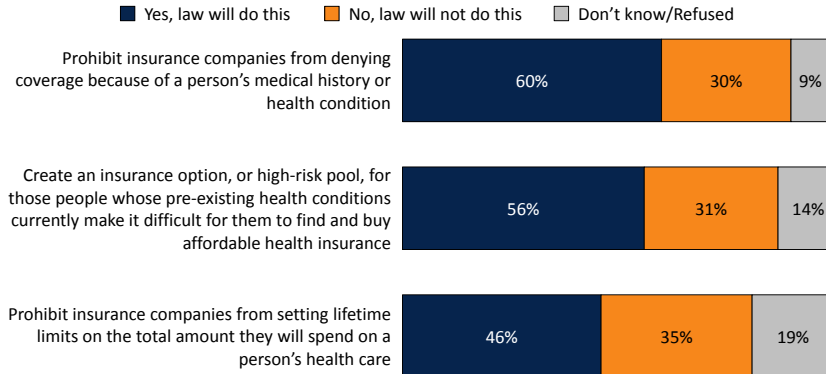 Yes, law will do this No, law will not do this Don’t know/Refused
Prohibit insurance companies from denying
coverage because of a person’s medical history or
health condition
60% 30% 9%
Create an insurance option, or high-risk pool, for
those people whose pre-existing health conditions
currently make it difficult for them to find and buy
affordable health insurance
56% 31% 14%
Prohibit insurance companies from setting lifetime
limits on the total amount they will spend on a
person’s health care
46% 35% 19%